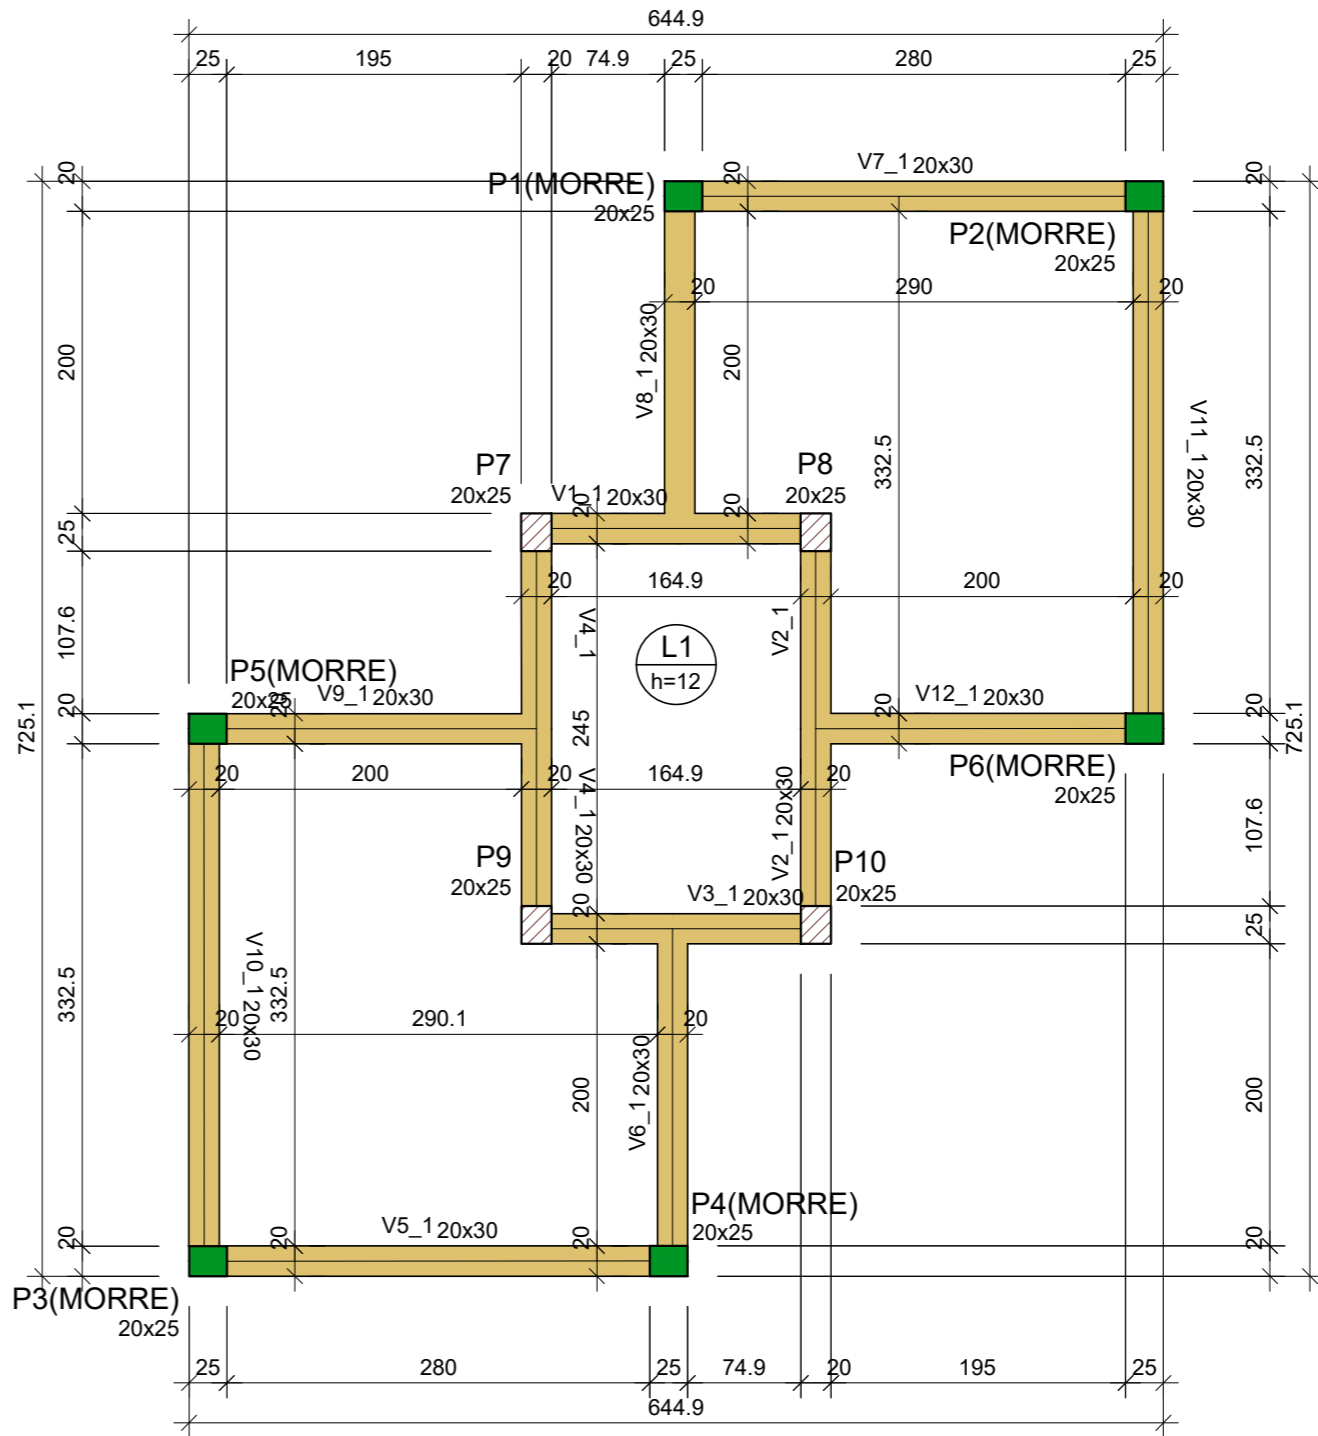 644.9
25 195 20 74.9 25 280 25
V7_1 20x30
P1(MORRE)
20x25
20
20
20
P2(MORRE)
20x25
20 290 20
V8_1 20x30
200
200
332.5
V11_1 20x30
332.5
P7
20x25
V1_1 20x30
20
20
P8
20x25
25
20 164.9 200 20
V4_1
V2_1
L1
h=12
107.6
P5(MORRE)
20x25
V9_1 20x30
20
V12_1 20x30
20
20
20
725.1
725.1
245
20 200 20 164.9 20
P6(MORRE)
20x25
V4_1 20x30
V2_1 20x30
107.6
P9
20x25
P10
20x25
V3_1 20x30
20
25
V10_1 20x30
332.5
332.5
20 290.1 20
V6_1 20x30
200
200
P4(MORRE)
20x25
V5_1 20x30
20
20
20
20
P3(MORRE)
20x25
25 280 25 74.9 20 195 25
644.9